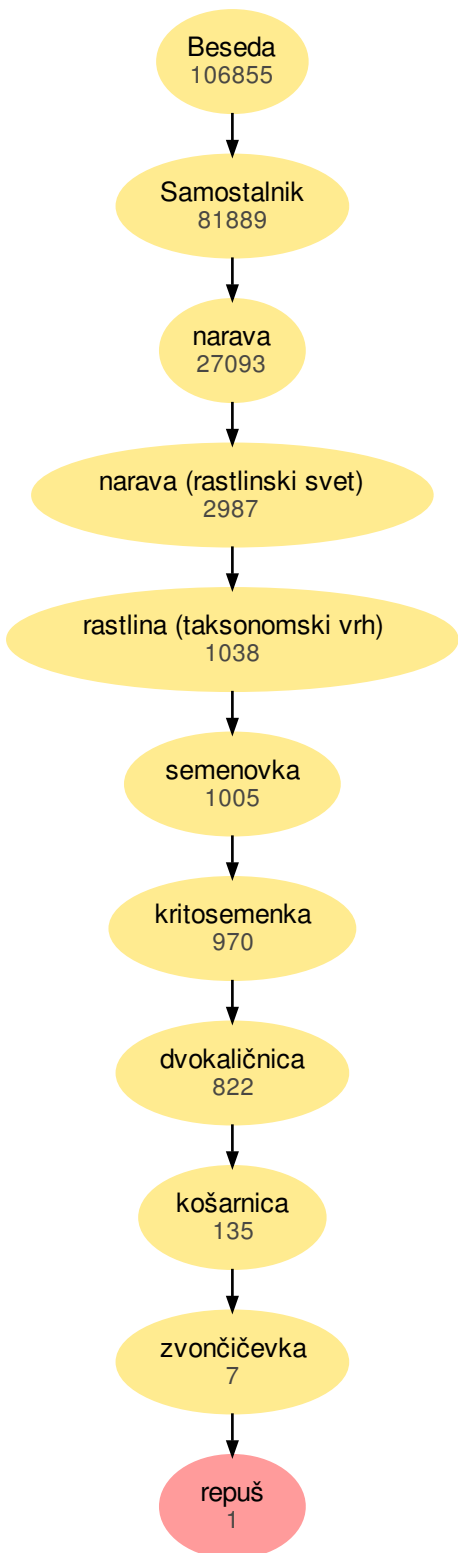 Beseda
106855
Samostalnik
81889
narava
27093
narava (rastlinski svet)
2987
rastlina (taksonomski vrh)
1038
semenovka
1005
kritosemenka
970
dvokaličnica
822
košarnica
135
zvončičevka
7
repuš
1